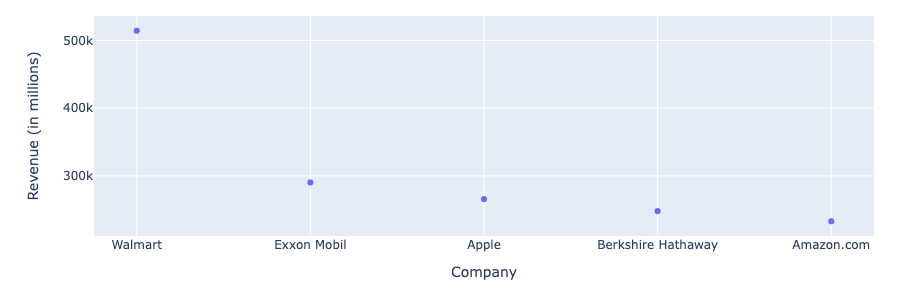 Revenue (in millions)
500k
400k
300k
Walmart
Exxon Mobil
Apple
Berkshire Hathaway
Amazon.com
Company